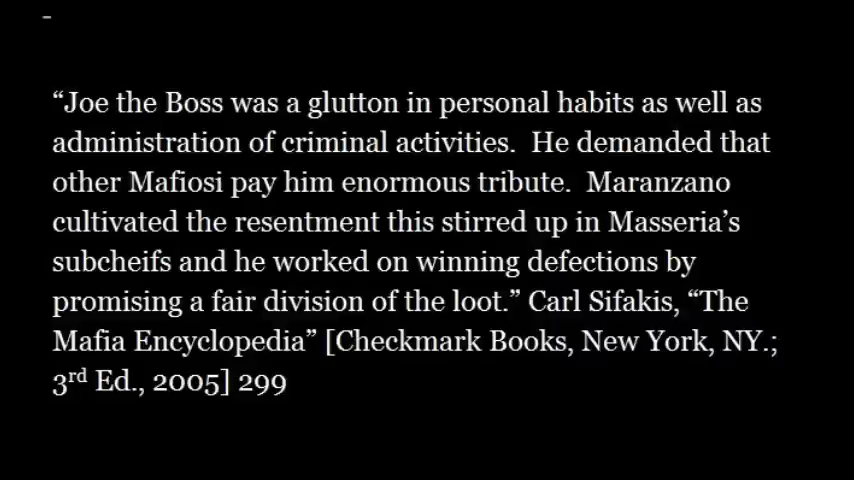 “Joe the Boss was a glutton in personal habits as well as
administration of criminal activities.  He demanded that
other Mafiosi pay him enormous tribute.  Maranzano
cultivated the resentment this stirred up in Masseria’s
subcheifs and he worked on winning defections by
promising a fair division of the loot.” Carl Sifakis, “The
Mafia Encyclopedia” [Checkmark Books, New York, NY.;
3rd Ed., 2005] 299